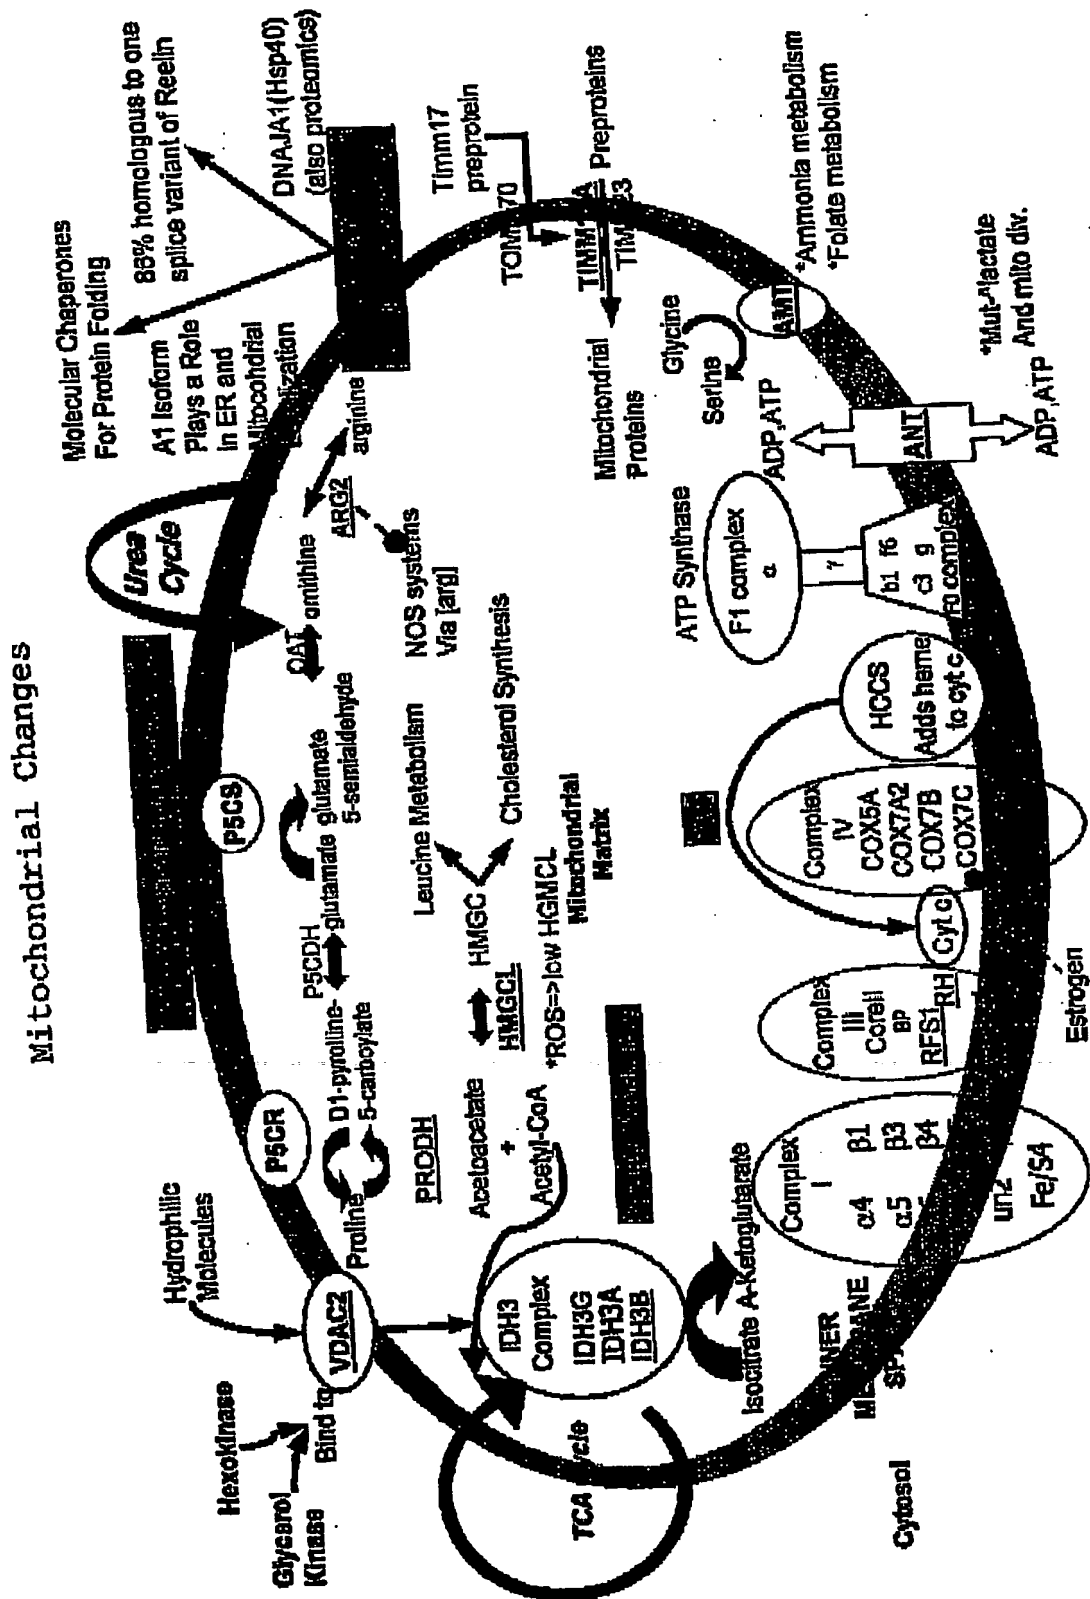 Mitochondrial Changes
Molecular Chaperones
For Protein Folding
88% homologous to one
splice variant of Reelin
A1 Isoform
Plays a Role
in ER and
DNAJA1(Hsp40)
(also proteomics)
Urea
Cycle
Hydrophilic
Molecules
Hexokinase
Glycerol
Kinase
Bind to
VDAC2
P5CR
P5CS
Proline
D1-pyrolline-
5-carboylate
P5CDH
glutamate
glutamate
5-semialdehyde
OAT
ornithine
arginine
ARG2
NOS systems
Via [arg]
PRODH
Leucine Metabolism
Acetoacetate
+
Acetyl-CoA
HMGCL
HMGC
Cholesterol Synthesis
*ROS=>low HGMCL
Mitochondrial
Matrix
Timm17
preprotein
Preproteins
Mitochondrial
Proteins
Glycine
Serine
AMT
*Ammonia metabolism
*Folate metabolism
IDH3
Complex
IDH3G
IDH3A
IDH3B
TCA
Isocitrate A-Ketoglutarate
ATP Synthase
F1 complex
α
γ
b1 f6
c3 g
F0 complex
ADP,ATP
ANT
ADP,ATP
*Mut-^lactate
And mito div.
Complex
I
α4 β1
α5 β3
β4
Fe/S4
Complex
III
CoreII
BP
RFS1
RH
Cyt c
Complex
IV
COX5A
COX7A2
COX7B
COX7C
HCCS
Adds heme
to cyt c
Cytosol
Estrogen